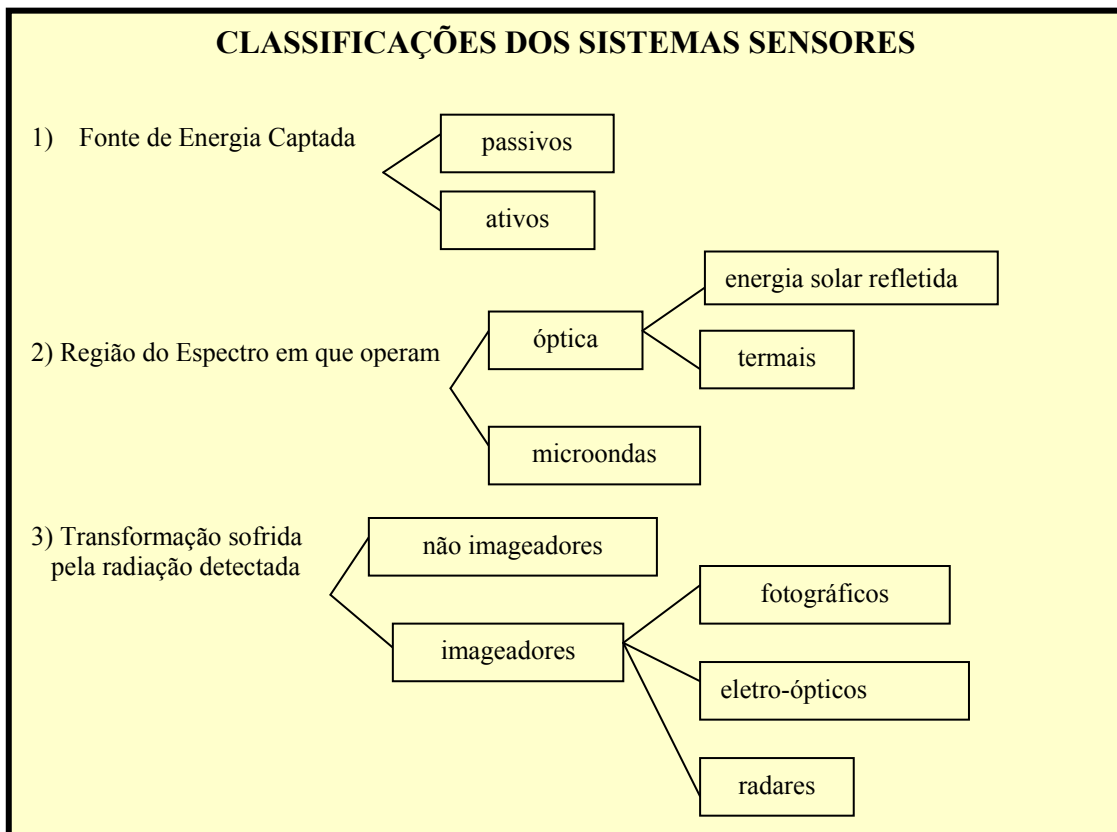 CLASSIFICAÇÕES DOS SISTEMAS SENSORES
1) Fonte de Energia Captada
passivos
ativos
2) Região do Espectro em que operam
óptica
energia solar refletida
termais
microondas
3) Transformação sofrida
pela radiação detectada
não imageadores
imageadores
fotográficos
eletro-ópticos
radares